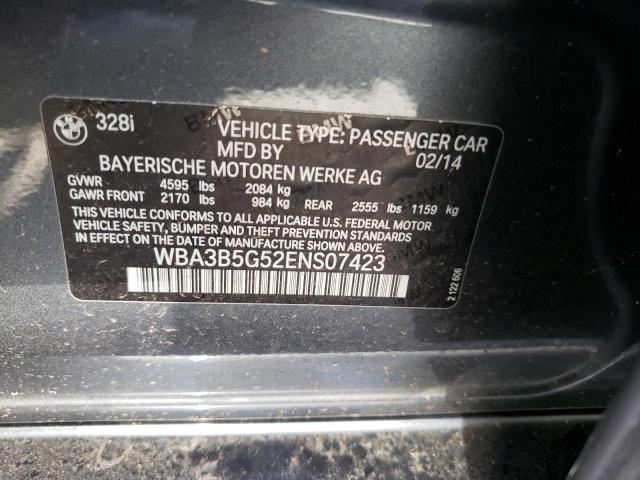 BMW 328i VEHICLE TYPE: PASSENGER CAR
MFD BY 02/14
BAYERISCHE MOTOREN WERKE AG
GVWR 4595 lbs 2084 kg
GAWR FRONT 2170 lbs 984 kg REAR 2555 lbs 1159 kg
THIS VEHICLE CONFORMS TO ALL APPLICABLE U.S. FEDERAL MOTOR
VEHICLE SAFETY, BUMPER AND THEFT PREVENTION STANDARDS
IN EFFECT ON THE DATE OF MANUFACTURE SHOWN ABOVE.
WBA3B5G52ENS07423
2 122 606